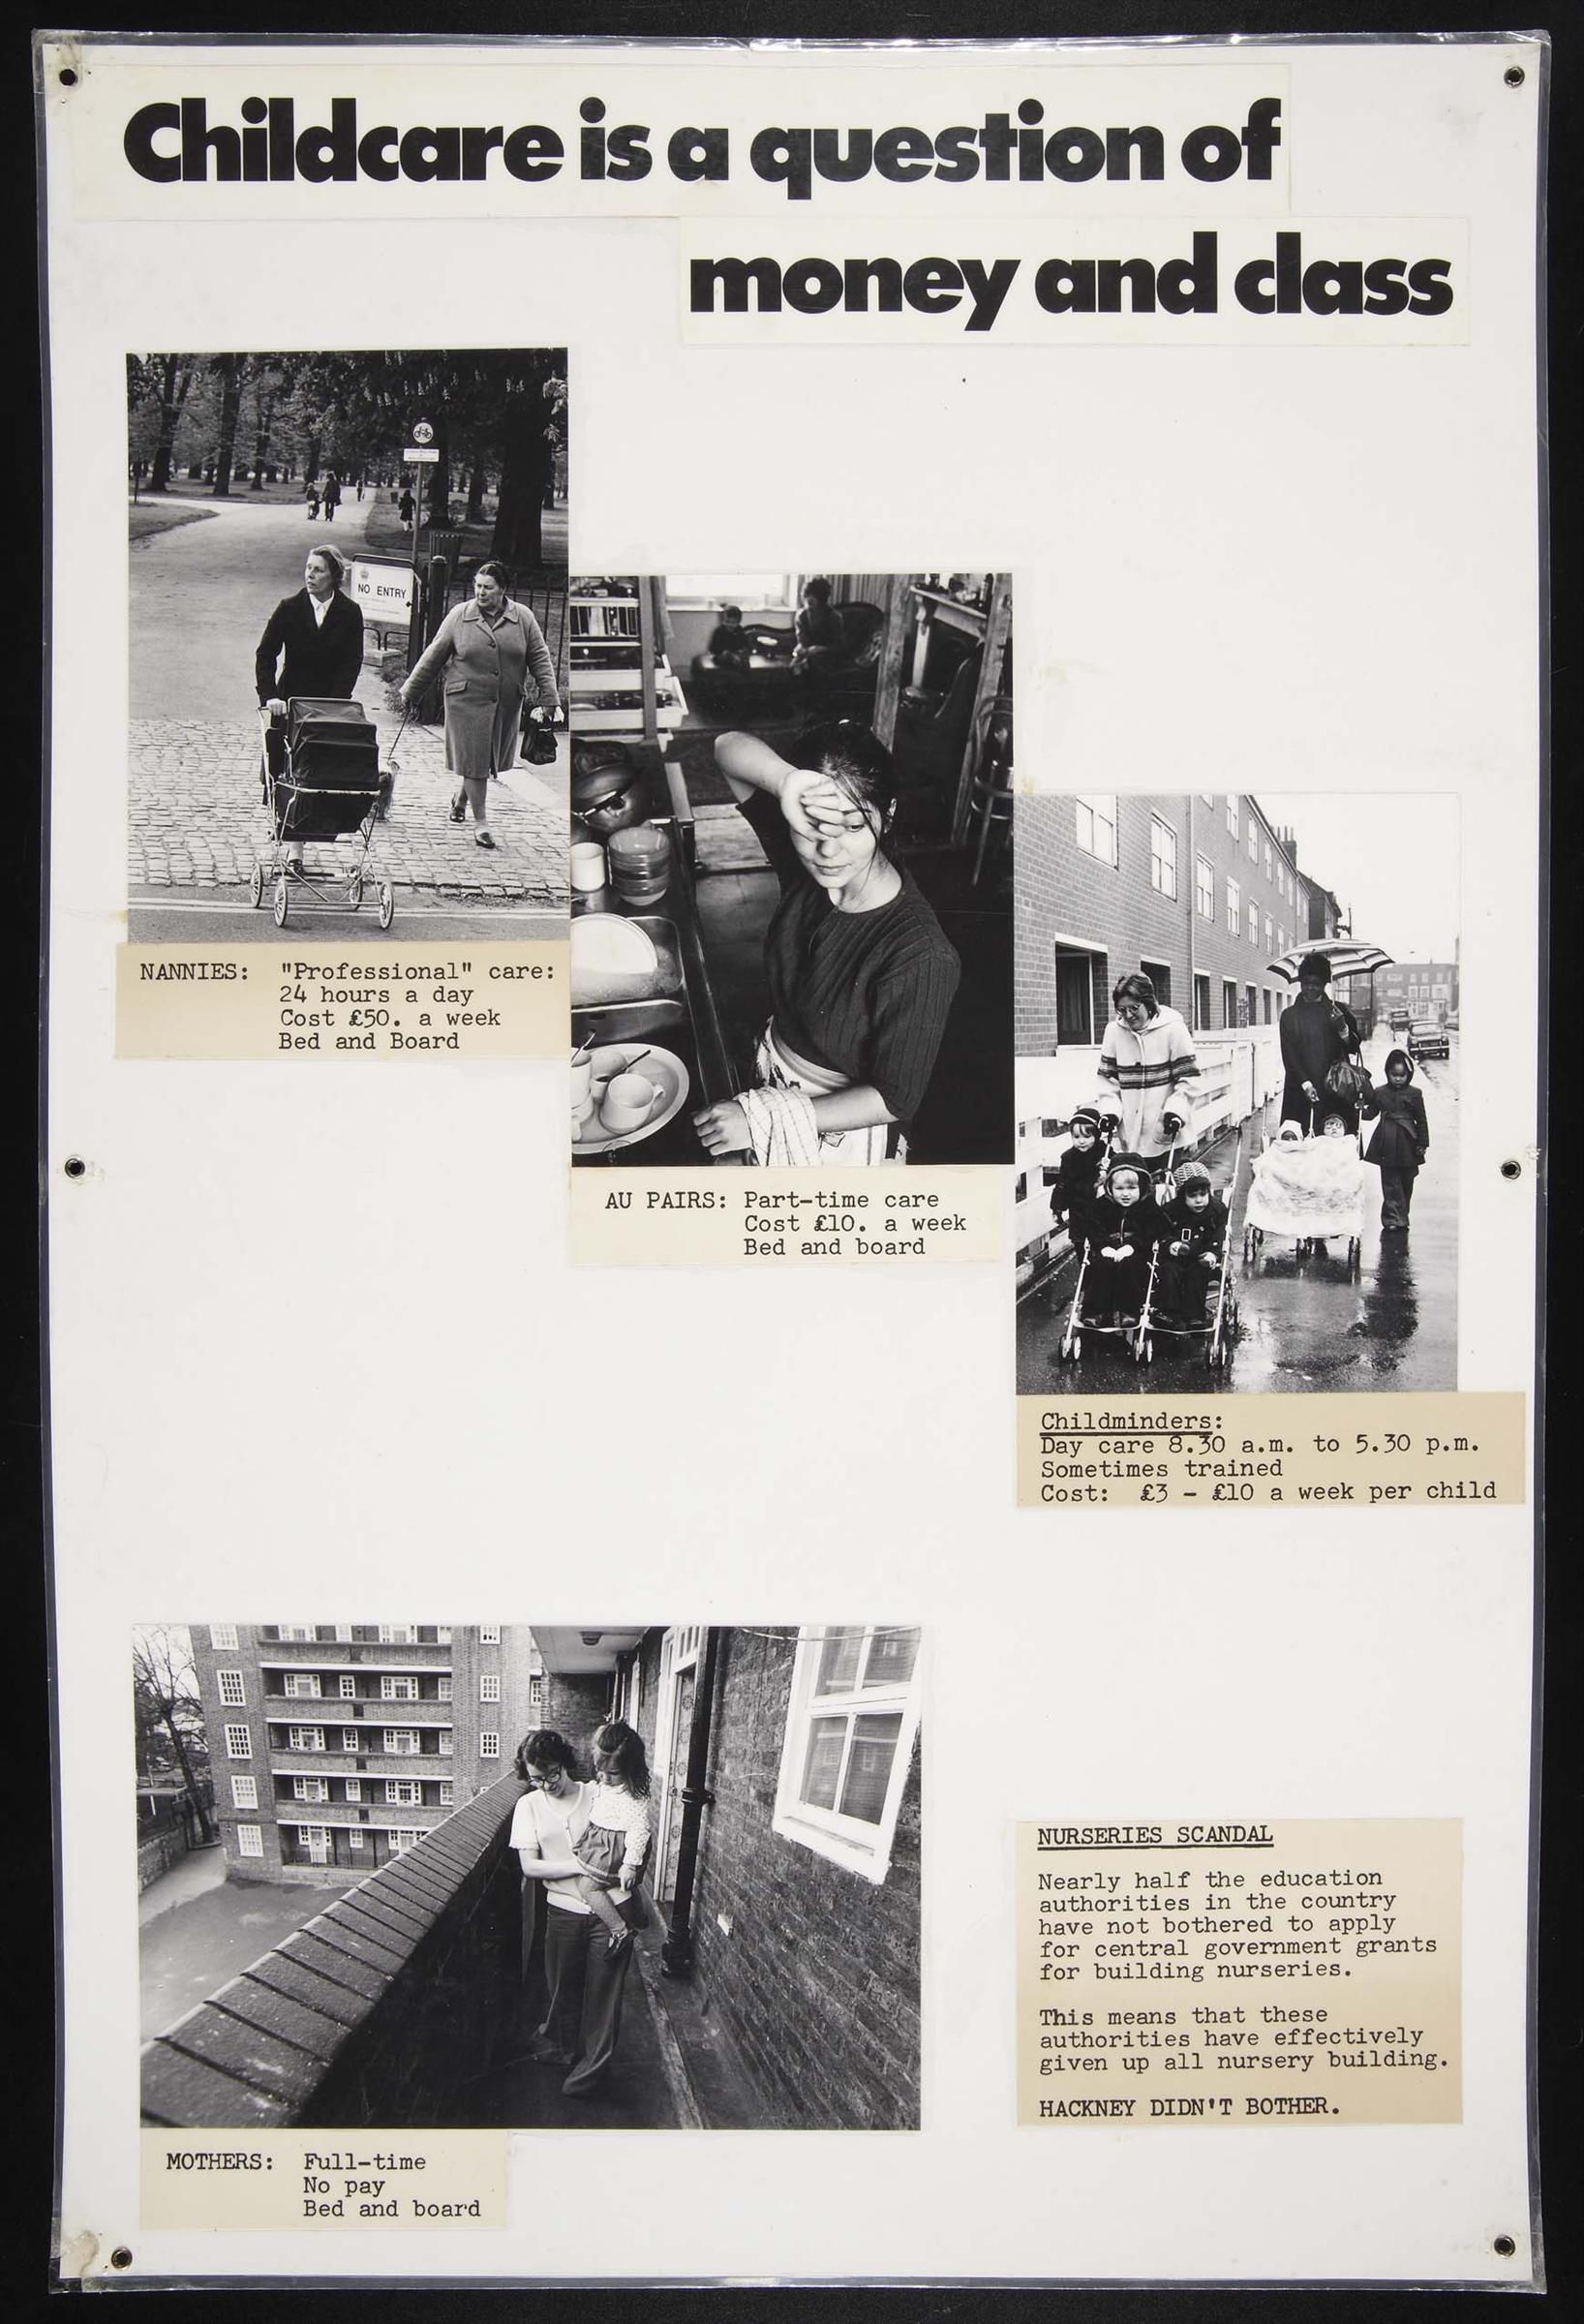 Childcare is a question of
money and class
NO ENTRY
NANNIES: "Professional" care:
24 hours a day
Cost £50. a week
Bed and Board
AU PAIRS: Part-time care
Cost £10. a week
Bed and board
Childminders:
Day care 8.30 a.m. to 5.30 p.m.
Sometimes trained
Cost: £3 - £10 a week per child
MOTHERS: Full-time
No pay
Bed and board
NURSERIES SCANDAL
Nearly half the education
authorities in the country
have not bothered to apply
for central government grants
for building nurseries.
This means that these
authorities have effectively
given up all nursery building.
HACKNEY DIDN'T BOTHER.